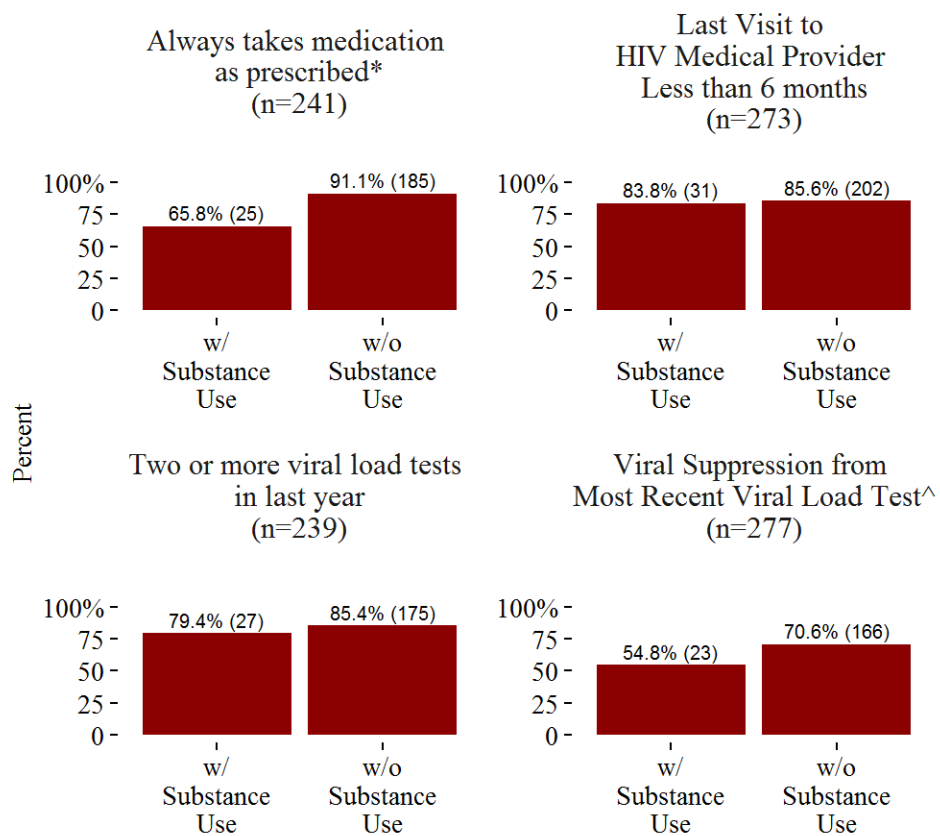 Always takes medication
as prescribed*
(n=241)
100%
75
50
25
0
65.8% (25)
91.1% (185)
w/
Substance
Use
w/o
Substance
Use
Last Visit to
HIV Medical Provider
Less than 6 months
(n=273)
100%
75
50
25
0
83.8% (31)
85.6% (202)
w/
Substance
Use
w/o
Substance
Use
Percent
Two or more viral load tests
in last year
(n=239)
100%
75
50
25
0
79.4% (27)
85.4% (175)
w/
Substance
Use
w/o
Substance
Use
Viral Suppression from
Most Recent Viral Load Test^
(n=277)
100%
75
50
25
0
54.8% (23)
70.6% (166)
w/
Substance
Use
w/o
Substance
Use